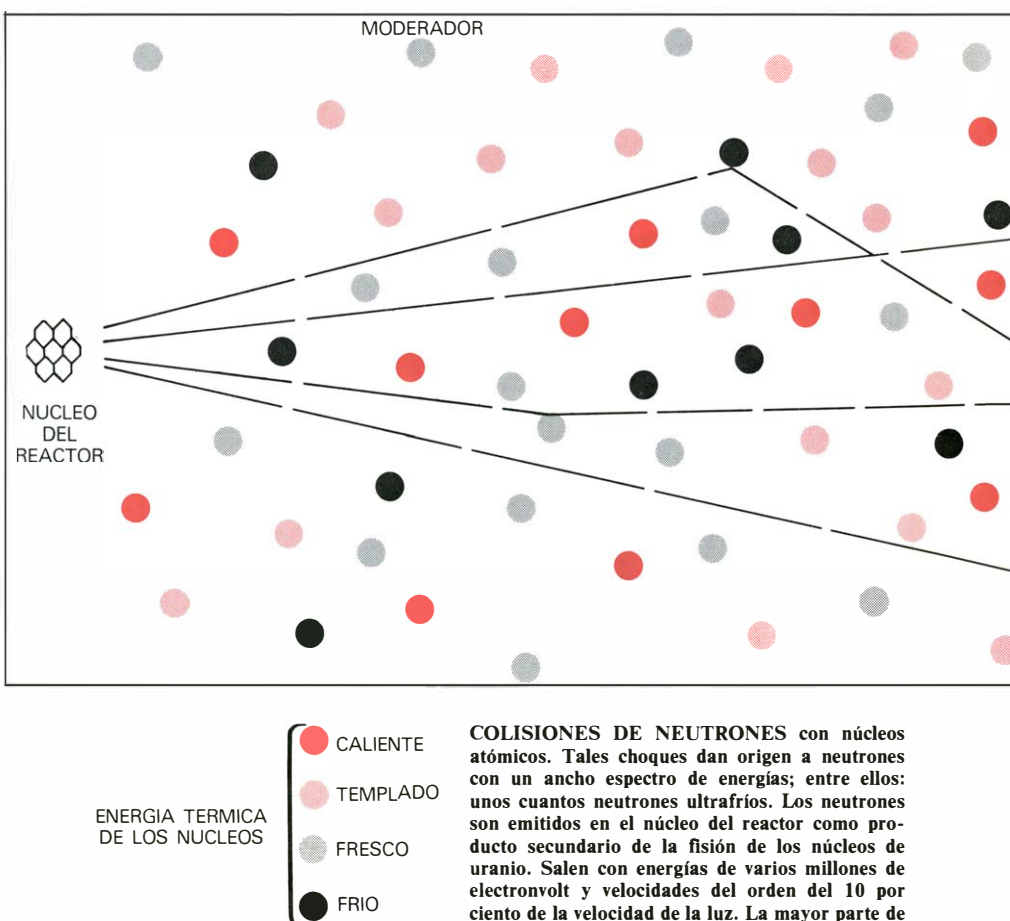 MODERADOR
NUCLEO
DEL
REACTOR
ENERGIA TERMICA
DE LOS NUCLEOS
CALIENTE
TEMPLADO
FRESCO
FRIO
COLISIONES DE NEUTRONES con núcleos
atómicos. Tales choques dan origen a neutrones
con un ancho espectro de energías; entre ellos:
unos cuantos neutrones ultrafríos. Los neutrones
son emitidos en el núcleo del reactor como pro-
ducto secundario de la fisión de los núcleos de
uranio. Salen con energías de varios millones de
electronvolt y velocidades del orden del 10 por
ciento de la velocidad de la luz. La mayor parte de